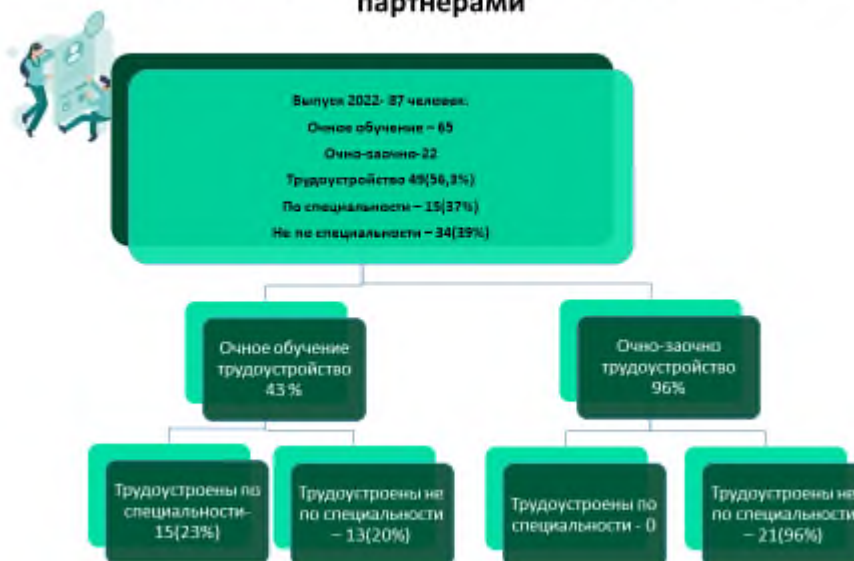 партнерами
Выпуск 2022- 87 человек.
Очное обучение – 65
Очно-заочно-22
Трудоустройство 49(56,3%)
По специальности – 15(37%)
Не по специальности – 34(39%)
Очное обучение
трудоустройство
43 %
Очно-заочно
трудоустройство
96%
Трудоустроены по
специальности-
15(23%)
Трудоустроены не
по специальности
– 13(20%)
Трудоустроены по
специальности - 0
Трудоустроены не
по специальности
– 21(96%)